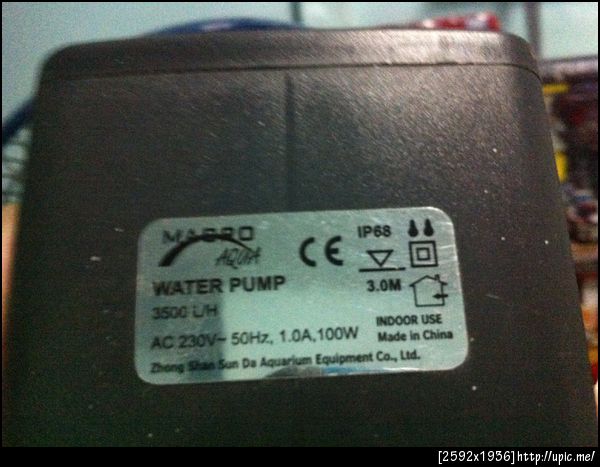 MACRO
AQUA
IP68
CE
WATER PUMP
3.0M
3500 L/H
INDOOR USE
AC 230V~ 50Hz, 1.0A,100W
Made in China
Zhong Shan Sun Da Aquarium Equipment Co., Ltd.
[2592x1936]http://upic.me/